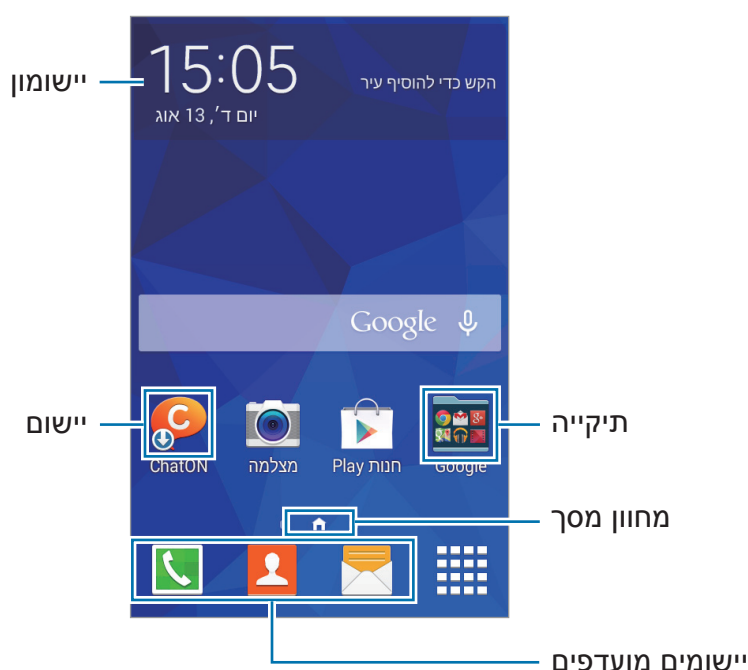 15:05
יישומון
הקש כדי להוסיף עיר
יום ד׳, 13 אוג
Google
יישום
תיקייה
ChatON
מצלמה
חנות Play
Google
מחוון מסך
יישומים מועדפים